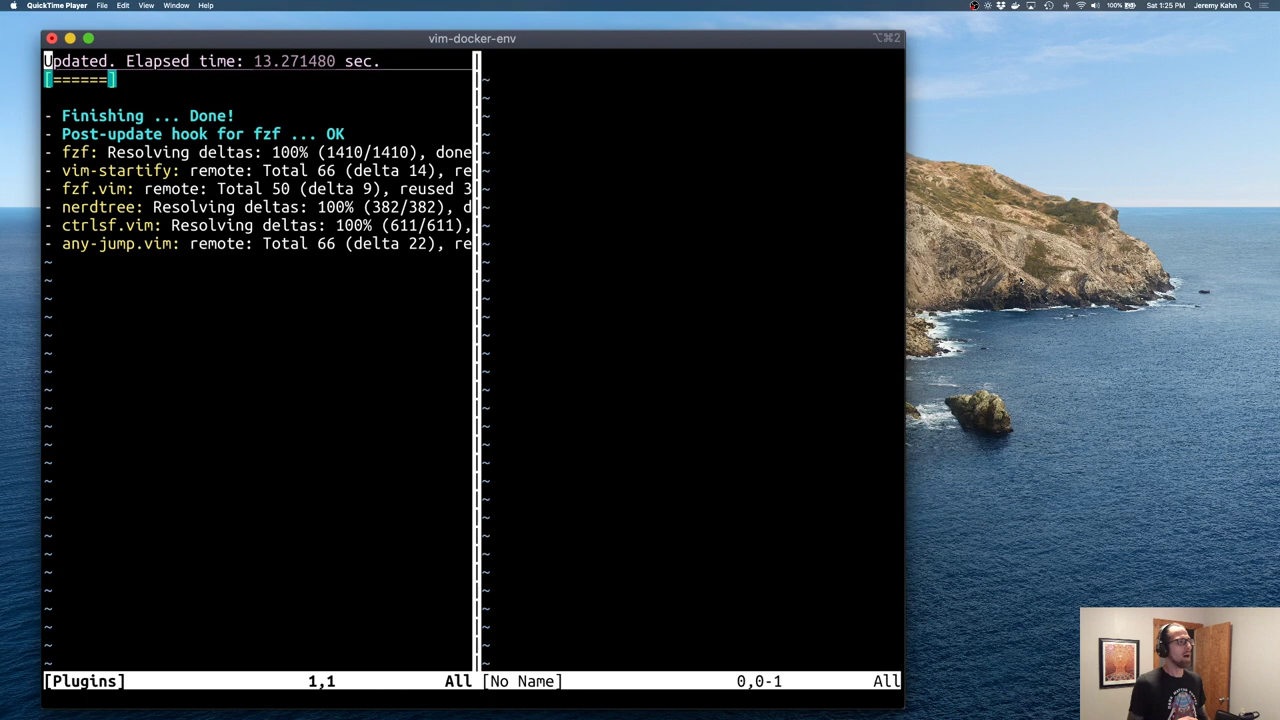 QuickTime Player File Edit View Window Help
100% Sat 1:25 PM Jeremy Kahn
vim-docker-env
⌥⌘2
Updated. Elapsed time: 13.271480 sec.
[======]
- Finishing ... Done!
- Post-update hook for fzf ... OK
- fzf: Resolving deltas: 100% (1410/1410), done
- vim-startify: remote: Total 66 (delta 14), re
- fzf.vim: remote: Total 50 (delta 9), reused 3
- nerdtree: Resolving deltas: 100% (382/382), d
- ctrlsf.vim: Resolving deltas: 100% (611/611),
- any-jump.vim: remote: Total 66 (delta 22), re
[Plugins] 1,1 All
[No Name] 0,0-1 All